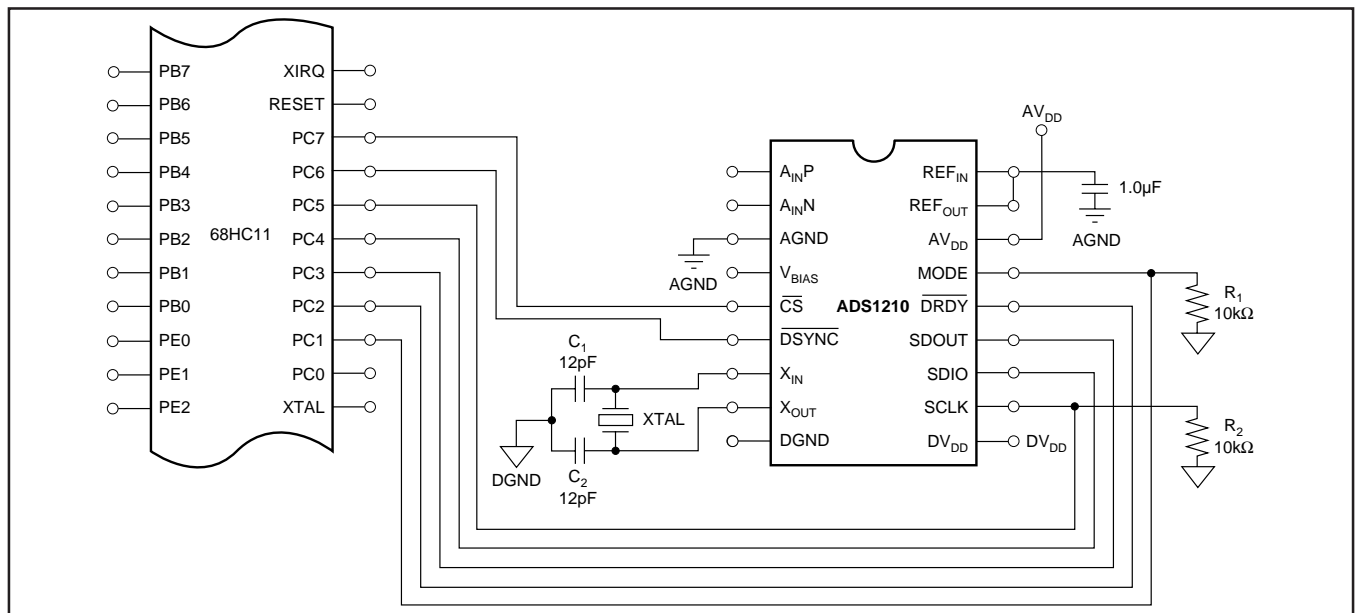 PB7
PB6
PB5
PB4
PB3
PB2
PB1
PB0
PE0
PE1
PE2
68HC11
XIRQ
RESET
PC7
PC6
PC5
PC4
PC3
PC2
PC1
PC0
XTAL
C1
12pF
XTAL
C2
12pF
DGND
AGND
AINP
AINN
AGND
VBIAS
CS
DSYNC
XIN
XOUT
DGND
ADS1210
REFIN
REFOUT
AVDD
MODE
DRDY
SDOUT
SDIO
SCLK
DVDD
DVDD
AVDD
1.0µF
AGND
R1
10kΩ
R2
10kΩ